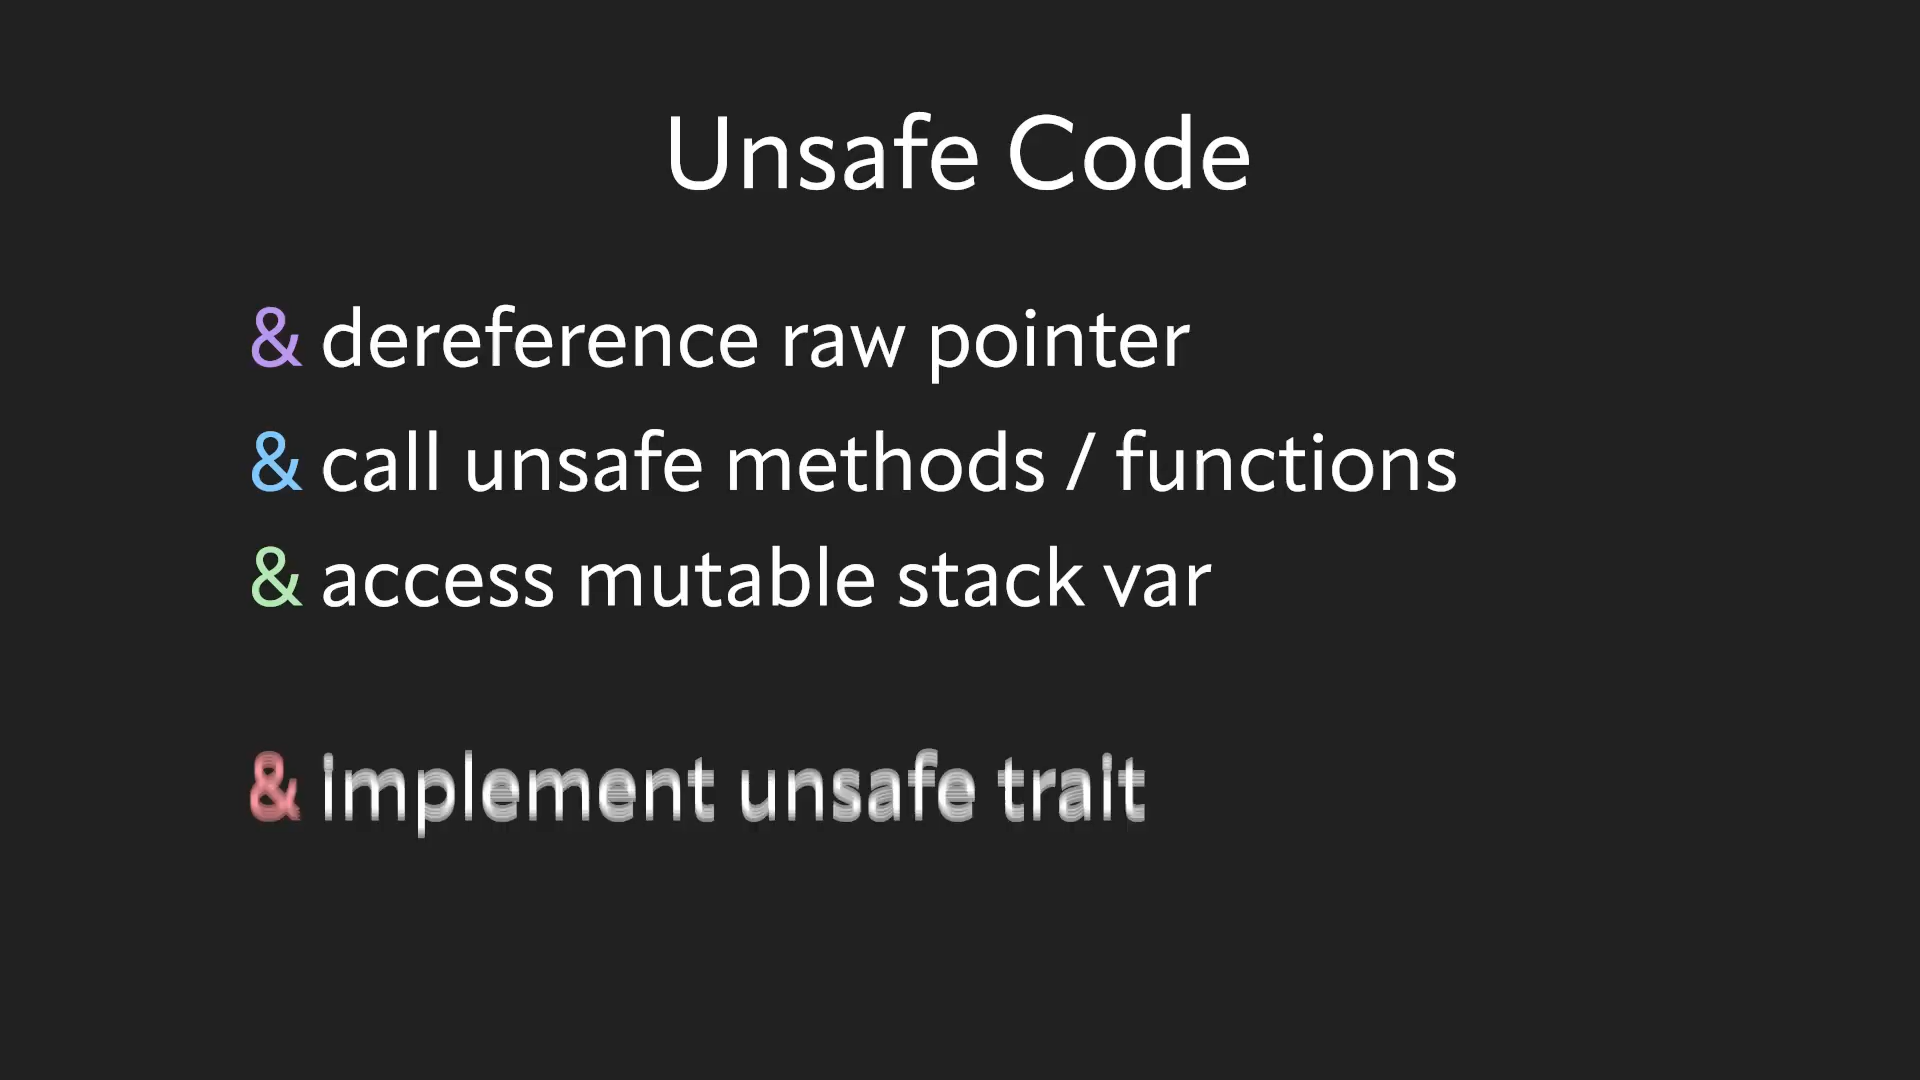 Unsafe Code
& dereference raw pointer
& call unsafe methods / functions
& access mutable stack var
& implement unsafe trait